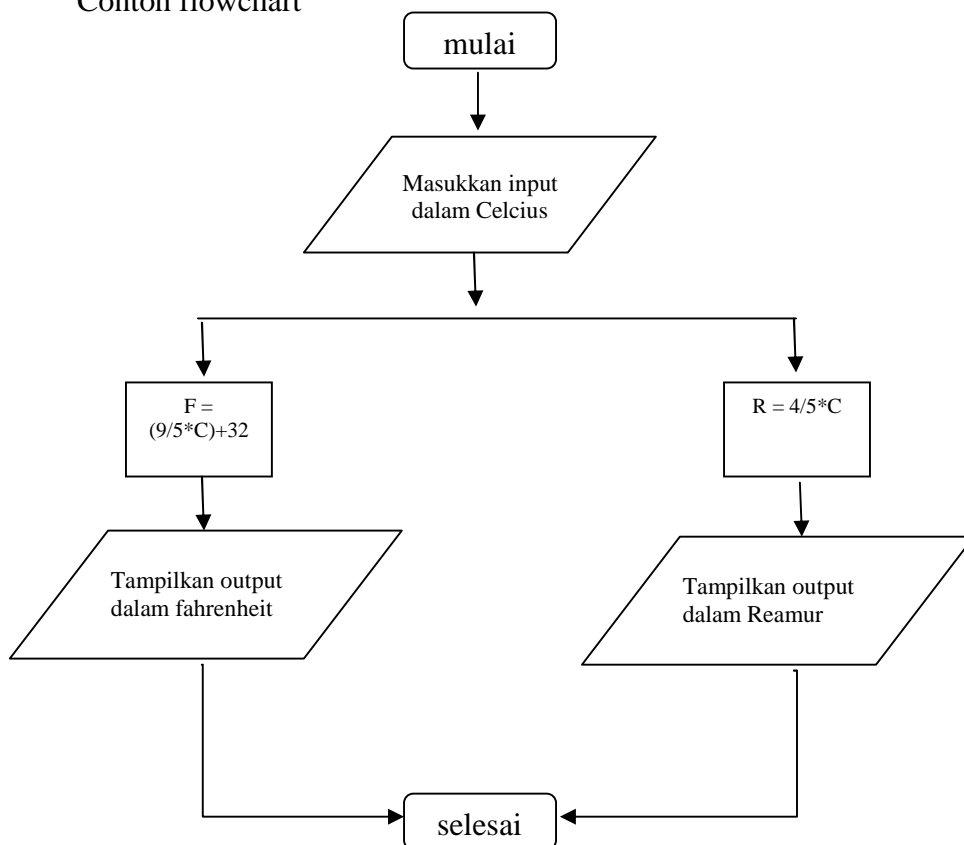 Contoh flowchart
mulai
Masukkan input
dalam Celcius
F =
(9/5*C)+32
R = 4/5*C
Tampilkan output
dalam fahrenheit
Tampilkan output
dalam Reamur
selesai